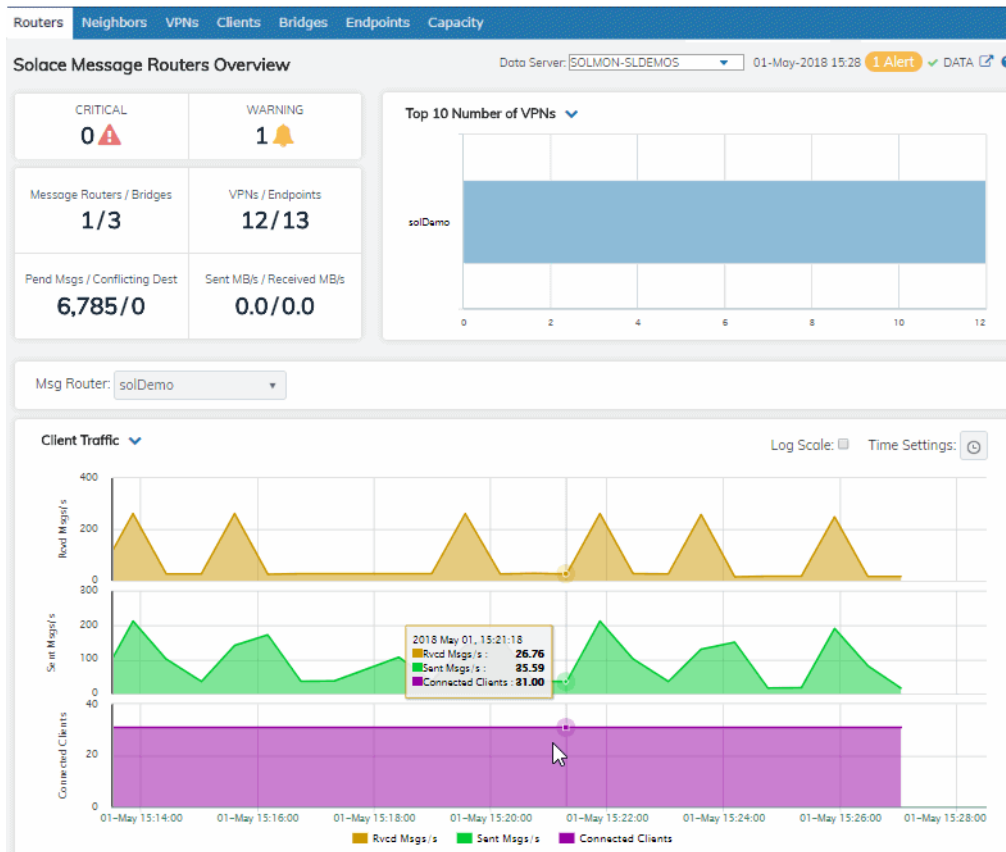 Routers Neighbors VPNs Clients Bridges Endpoints Capacity
Solace Message Routers Overview
Data Server: SOLMON-SLDEMOS 01-May-2018 15:28 1 Alert DATA
CRITICAL WARNING
0 1
Message Routers / Bridges VPNs / Endpoints
1/3 12/13
Pend Msgs / Conflicting Dest Sent MB/s / Received MB/s
6,785/0 0.0/0.0
Top 10 Number of VPNs
solDemo
0 2 4 6 8 10 12
Msg Router: solDemo
Client Traffic
Log Scale: Time Settings:
400
200
0
Rcvd Msgs/s
300
200
100
0
Sent Msgs/s
2018 May 01, 15:21:18
Rvcd Msgs/s : 26.76
Sent Msgs/s : 35.59
Connected Clients : 31.00
40
20
0
Connected Clients
01-May 15:14:00 01-May 15:16:00 01-May 15:18:00 01-May 15:20:00 01-May 15:22:00 01-May 15:24:00 01-May 15:26:00 01-May 15:28:00
Rvcd Msgs/s Sent Msgs/s Connected Clients